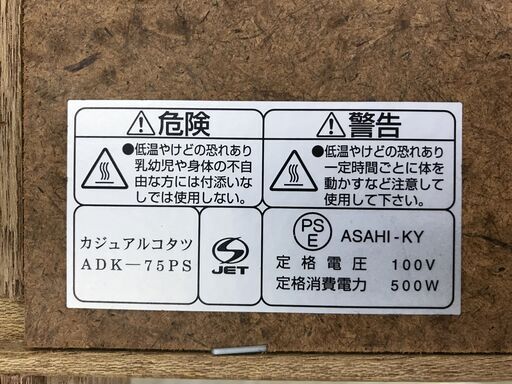 危険
●低温やけどの恐れあり
乳幼児や身体の不自
由な方には付添いな
しでは使用しない。
警告
●低温やけどの恐れあり
一定時間ごとに体を
動かすなど注意して
使用して下さい。
カジュアルコタツ
ADK—75PS
S
JET
PS
E
ASAHI-KY
定格電圧 100V
定格消費電力 500W